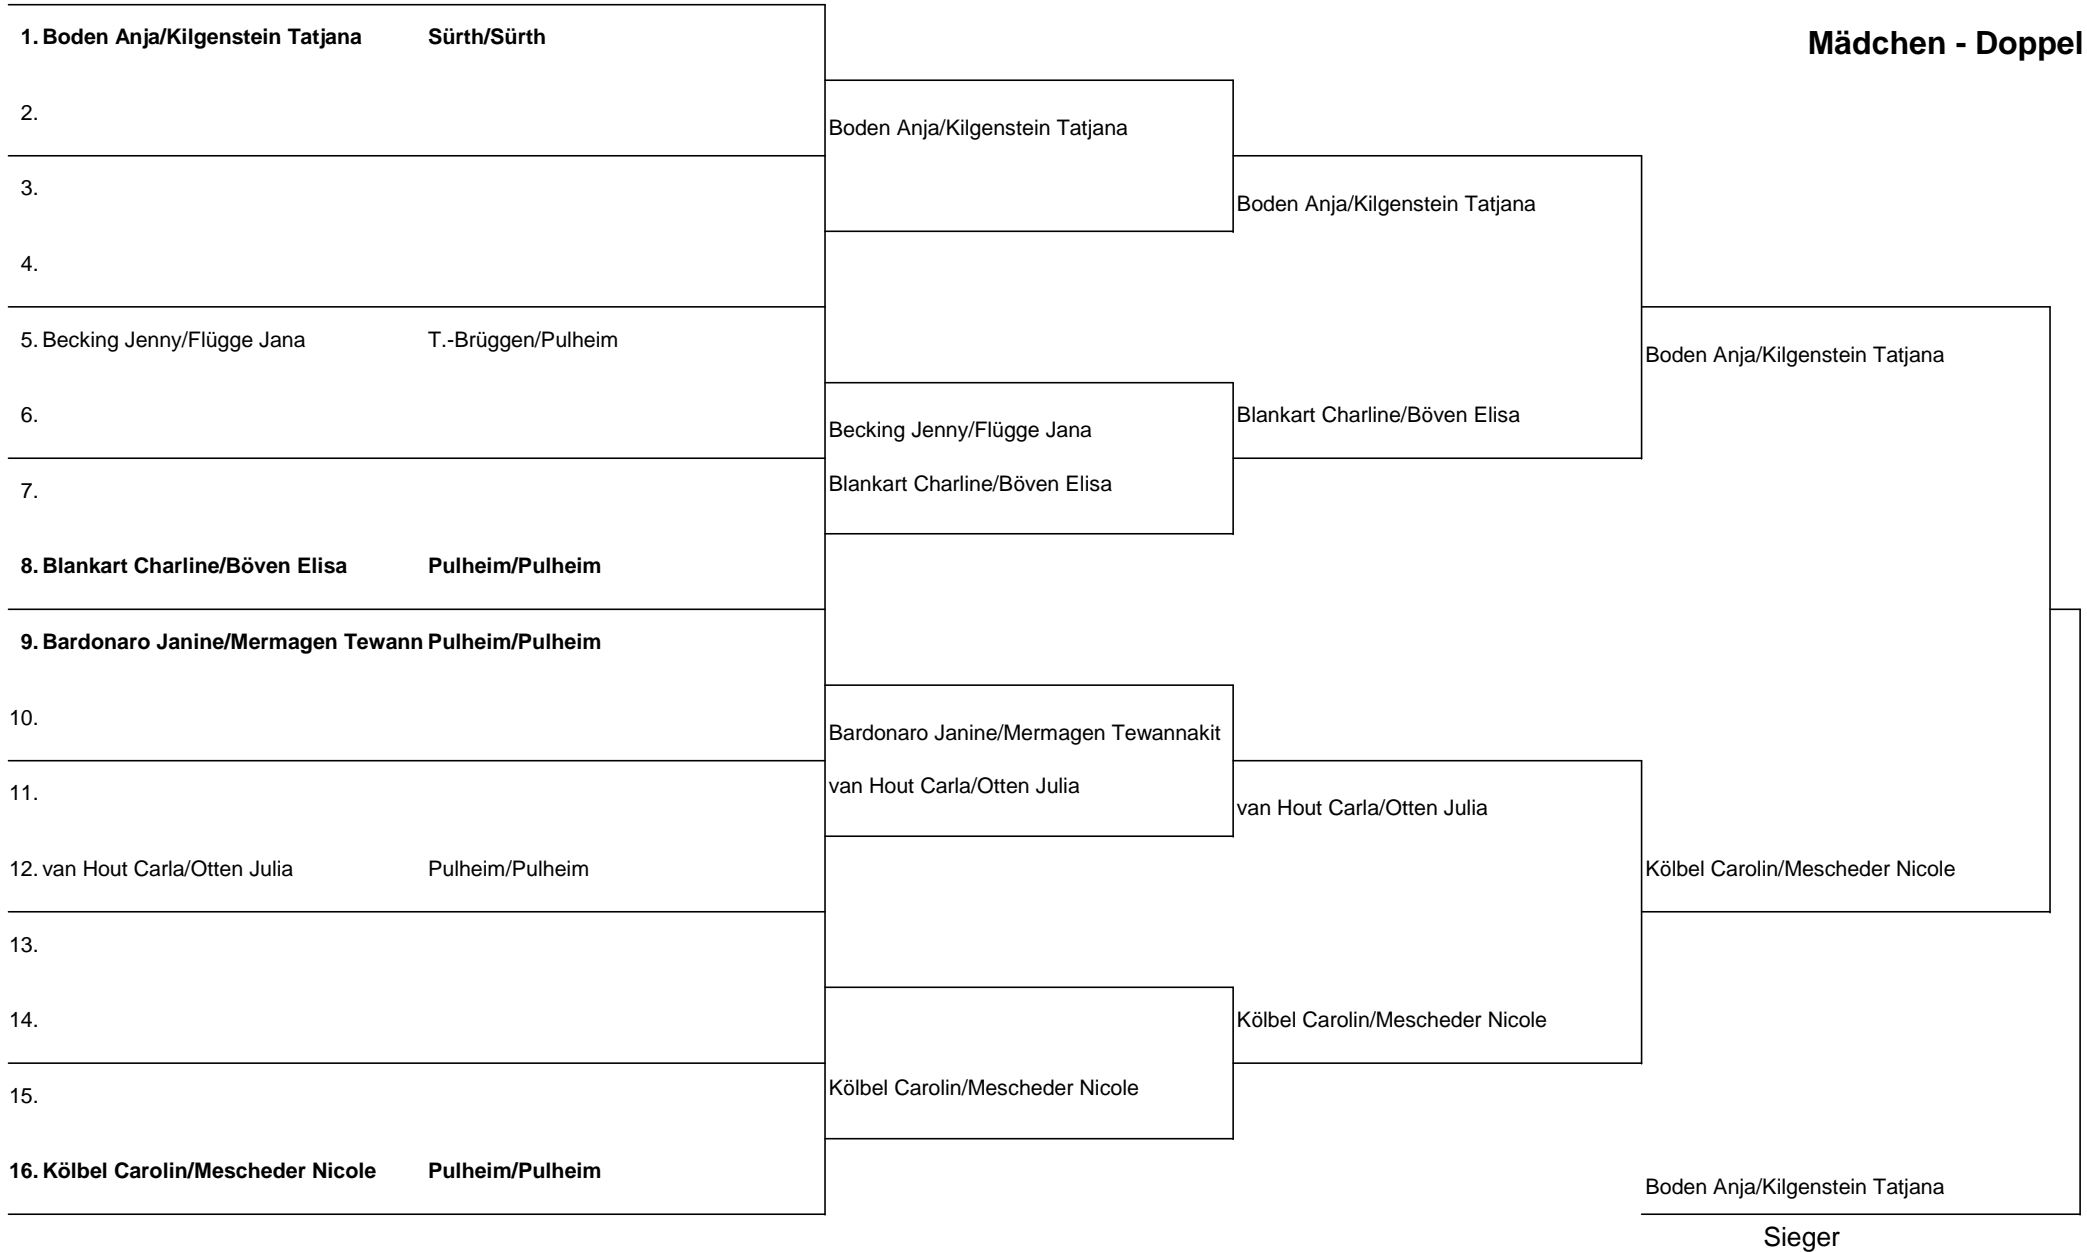 1. Boden Anja/Kilgenstein Tatjana Sürth/Sürth
Mädchen - Doppel
2.
Boden Anja/Kilgenstein Tatjana
3.
Boden Anja/Kilgenstein Tatjana
4.
5. Becking Jenny/Flügge Jana T.-Brüggen/Pulheim
Boden Anja/Kilgenstein Tatjana
6.
Blankart Charline/Böven Elisa
Becking Jenny/Flügge Jana
7.
Blankart Charline/Böven Elisa
8. Blankart Charline/Böven Elisa Pulheim/Pulheim
9. Bardonaro Janine/Mermagen Tewann Pulheim/Pulheim
10.
Bardonaro Janine/Mermagen Tewannakit
11.
van Hout Carla/Otten Julia
van Hout Carla/Otten Julia
12. van Hout Carla/Otten Julia Pulheim/Pulheim
Kölbel Carolin/Mescheder Nicole
13.
14.
Kölbel Carolin/Mescheder Nicole
15.
Kölbel Carolin/Mescheder Nicole
16. Kölbel Carolin/Mescheder Nicole Pulheim/Pulheim
Boden Anja/Kilgenstein Tatjana
Sieger